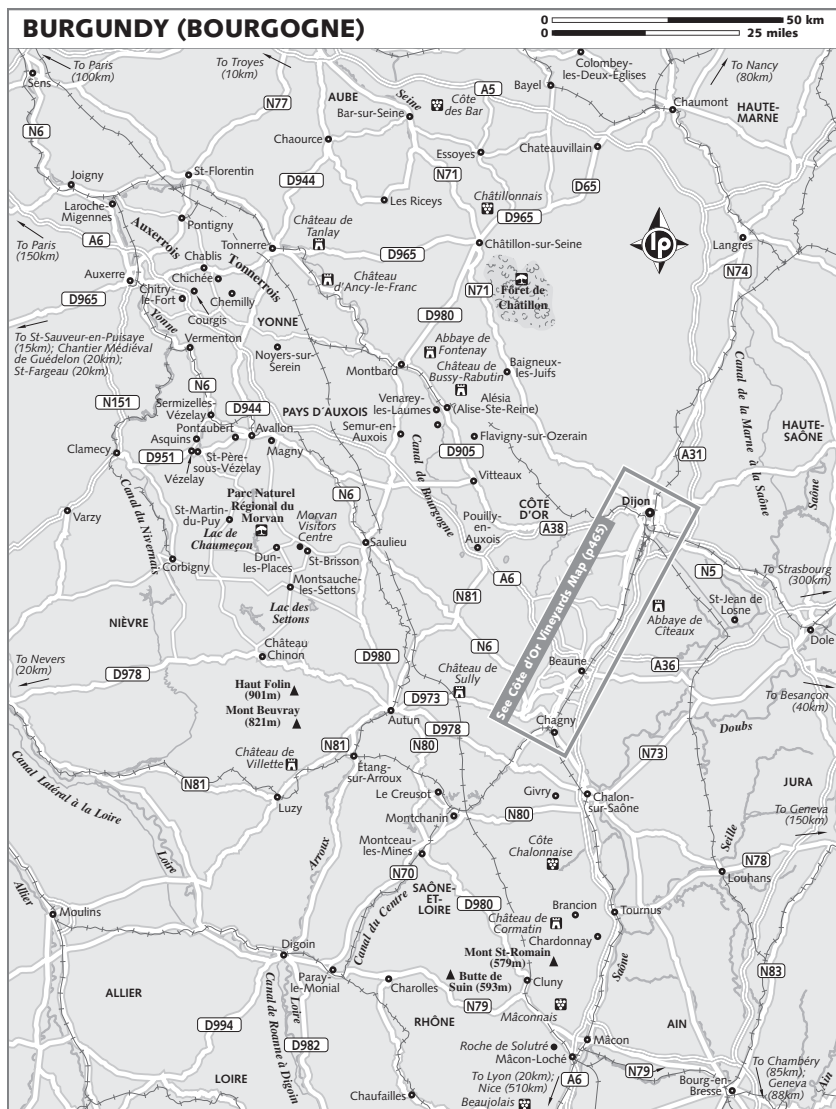 BURGUNDY (BOURGOGNE)
0 50 km
0 25 miles
To Paris
(100km)
To Troyes
(10km)
Colombey-
les-Deux-Églises
To Nancy
(80km)
Sens
N77
AUBE
Seine
Côte
des Bar
A5
Bayel
Chaumont
HAUTE-
MARNE
N6
Bar-sur-Seine
Chaource
Essoyes
Chateauvillain
Joigny
St-Florentin
D944
N71
D65
Laroche-
Migennes
Les Riceys
Châtillonnais
Pontigny
Château de
Tanlay
D965
Auxerrois
Tonnerre
D965
Châtillon-sur-Seine
Langres
A6
To Paris
(150km)
Chablis
Tonnerrois
lp
N74
Auxerre
Chichée
Château
d'Ancy-le-Franc
N71
Fôret de
Châtillon
D965
Chitry-
le-Fort
Chemilly
Courgis
YONNE
D980
Yonne
To St-Sauveur-en-Puisaye
(15km); Chantier Médiéval
de Guédelon (20km);
St-Fargeau (20km)
Vermenton
Noyers-sur
Serein
Abbaye de
Fontenay
Château de
Bussy-Rabutin
Baigneux-
les-Juifs
Montbard
Canal de la Marne à la Saône
N6
N151
Sermizelles-
Vézelay
D944
PAYS D'AUXOIS
Venarey-
les-Laumes
Alésia
(Alise-Ste-Reine)
HAUTE-
SAÔNE
Pontaubert
Asquins
Avallon
Semur-en-
Auxois
Flavigny-sur-Ozerain
Clamecy
D951
Magny
D905
A31
St-Père-
sous-Vézelay
Vézelay
Canal de Bourgogne
Vitteaux
Saône
Parc Naturel
Régional du
Morvan
N6
CÔTE
D'OR
Dijon
Varzy
St-Martin-
du-Puy
Morvan
Visitors
Centre
Pouilly-
en-Auxois
A38
Canal du Nivernais
Lac de
Chaumeçon
Saulieu
Corbigny
Dun-
les-Places
St-Brisson
A6
See Côte d'Or Vineyards Map (p465)
N5
To Strasbourg
(300km)
Montsauche-
les-Settons
N81
St-Jean de
Losne
Lac des
Settons
Abbaye
de Cîteaux
NIÈVRE
Dole
Château
Chinon
N6
D980
Château de
Sully
Beaune
A36
To Nevers
(20km)
D978
Haut Folin
(901m)
D973
To Besançon
(40km)
Mont Beuvray
(821m)
Autun
D978
Chagny
Doubs
N81
N80
N73
Château de
Villette
Étang-
sur-Arroux
JURA
Canal Latéral à la Loire
N81
Le Creusot
Givry
Chalon-
sur-Saône
Luzy
N80
To Geneva
(150km)
Montchanin
Loire
Arroux
Côte
Chalonnaise
Seille
Montceau-
les-Mines
N78
N70
Louhans
Allier
SAÔNE-
ET-
LOIRE
Moulins
Canal du Centre
D980
Brancion
Tournus
Château de
Cormatin
Chardonnay
Digoin
Mont St-Romain
(579m)
Saône
N83
Paray-
le-Monial
Butte de
Suin (593m)
Cluny
ALLIER
Loire
Charolles
N79
Canal de Roanne à Digoin
Mâconnais
RHÔNE
AIN
D994
Roche de Solutré
Mâcon
D982
Mâcon-Loché
LOIRE
N79
To Chambéry
(85km);
Geneva
(88km)
To Lyon (20km);
Nice (510km)
A6
Bourg-en-
Bresse
Ain
Chaufailles
Beaujolais